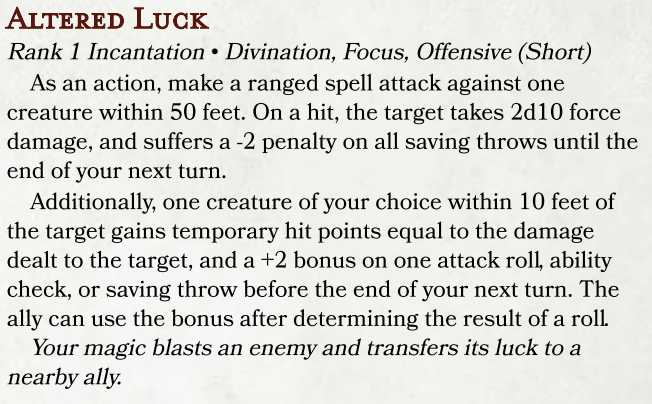 Altered Luck
Rank 1 Incantation • Divination, Focus, Offensive (Short)
As an action, make a ranged spell attack against one
creature within 50 feet. On a hit, the target takes 2d10 force
damage, and suffers a -2 penalty on all saving throws until the
end of your next turn.
Additionally, one creature of your choice within 10 feet of
the target gains temporary hit points equal to the damage
dealt to the target, and a +2 bonus on one attack roll, ability
check, or saving throw before the end of your next turn. The
ally can use the bonus after determining the result of a roll.
Your magic blasts an enemy and transfers its luck to a
nearby ally.